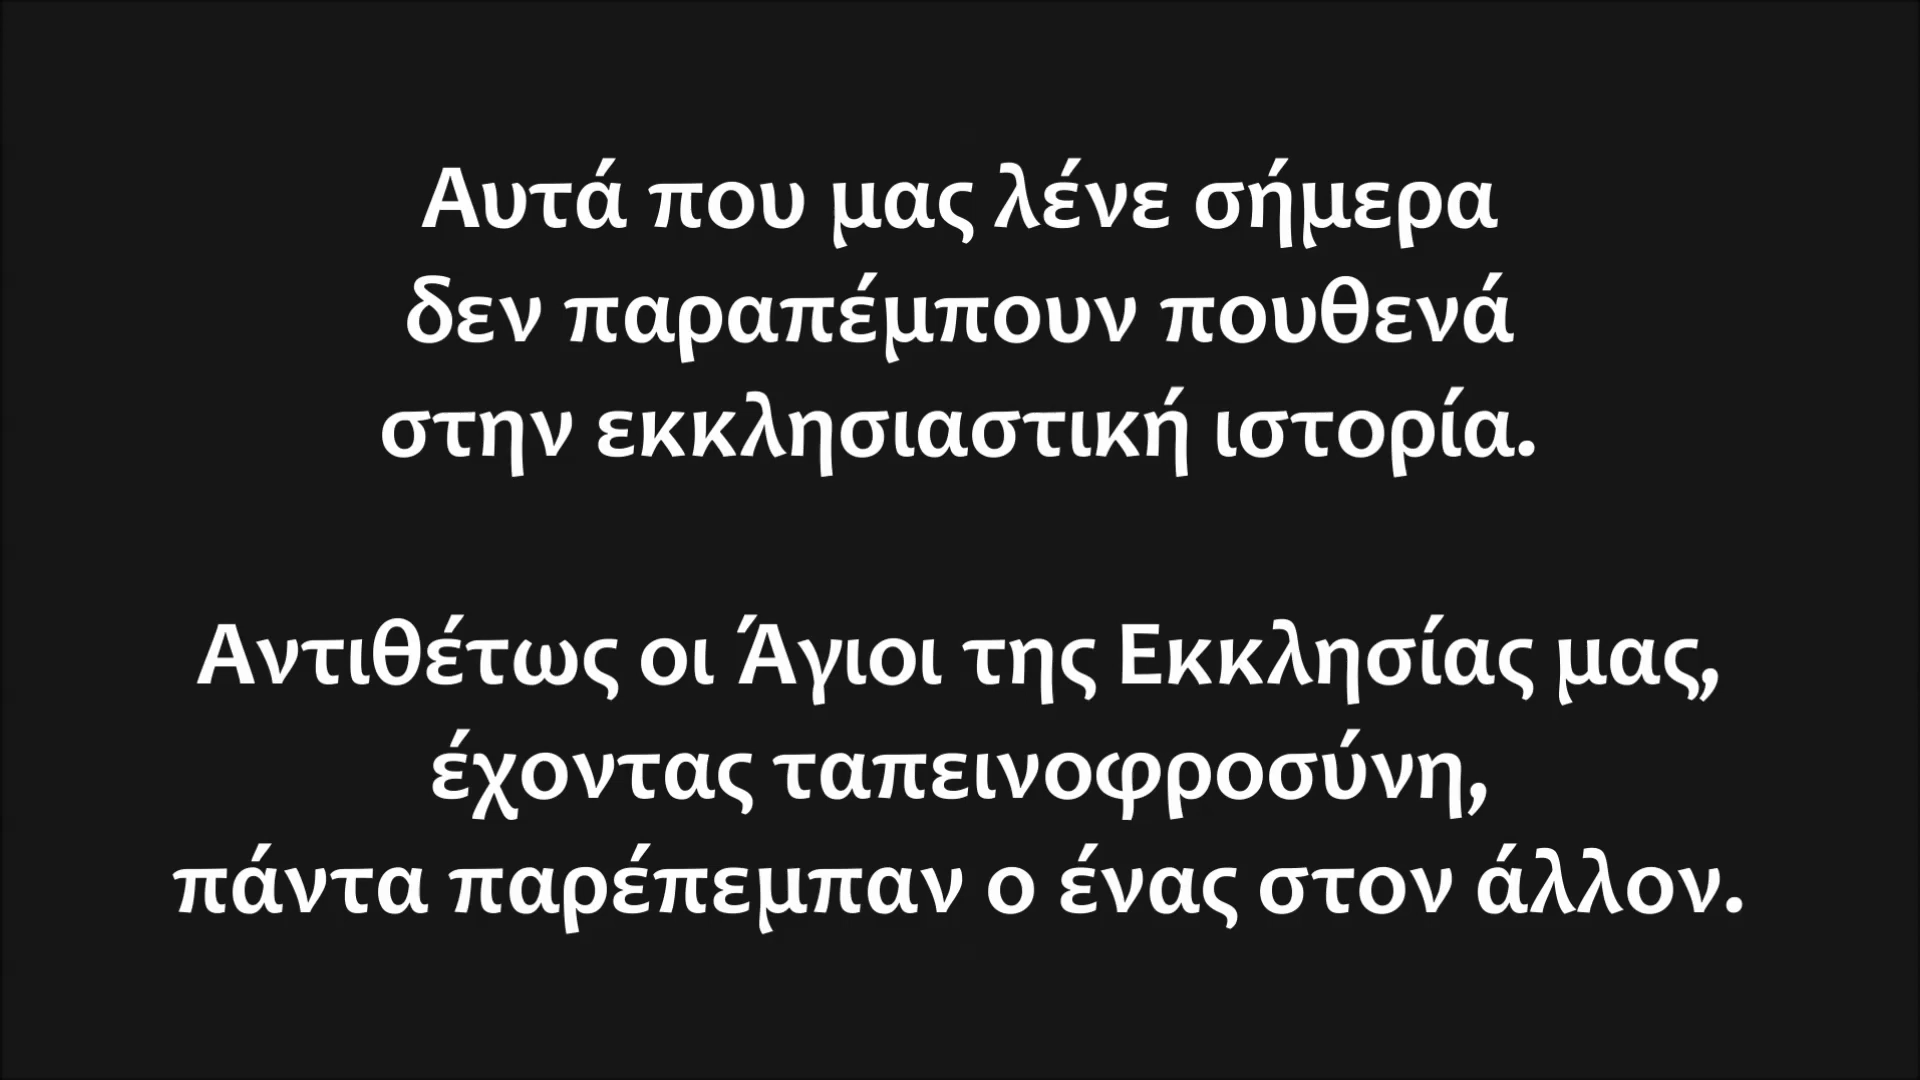 Αυτά που μας λένε σήμερα
δεν παραπέμπουν πουθενά
στην εκκλησιαστική ιστορία.
Αντιθέτως οι Άγιοι της Εκκλησίας μας,
έχοντας ταπεινοφροσύνη,
πάντα παρέπεμπαν ο ένας στον άλλον.